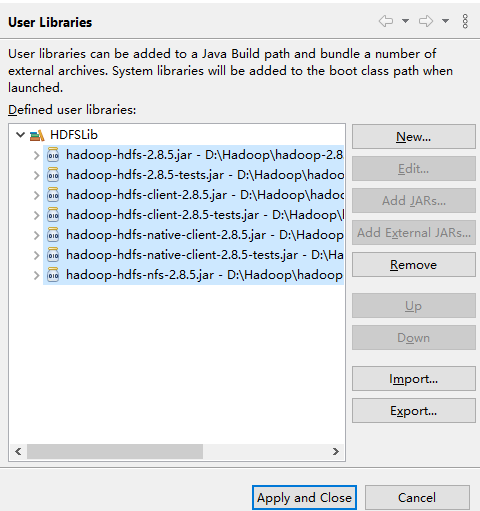 User Libraries
User libraries can be added to a Java Build path and bundle a number of
external archives. System libraries will be added to the boot class path when
launched.
Defined user libraries:
HDFSLib
hadoop-hdfs-2.8.5.jar - D:\Hadoop\hadoop-2.8
hadoop-hdfs-2.8.5-tests.jar - D:\Hadoop\hadoo
hadoop-hdfs-client-2.8.5.jar - D:\Hadoop\hadoo
hadoop-hdfs-client-2.8.5-tests.jar - D:\Hadoop\
hadoop-hdfs-native-client-2.8.5.jar - D:\Hadoop
hadoop-hdfs-native-client-2.8.5-tests.jar - D:\Ha
hadoop-hdfs-nfs-2.8.5.jar - D:\Hadoop\hadoop
New...
Edit...
Add JARs...
Add External JARs...
Remove
Up
Down
Import...
Export...
Apply and Close
Cancel